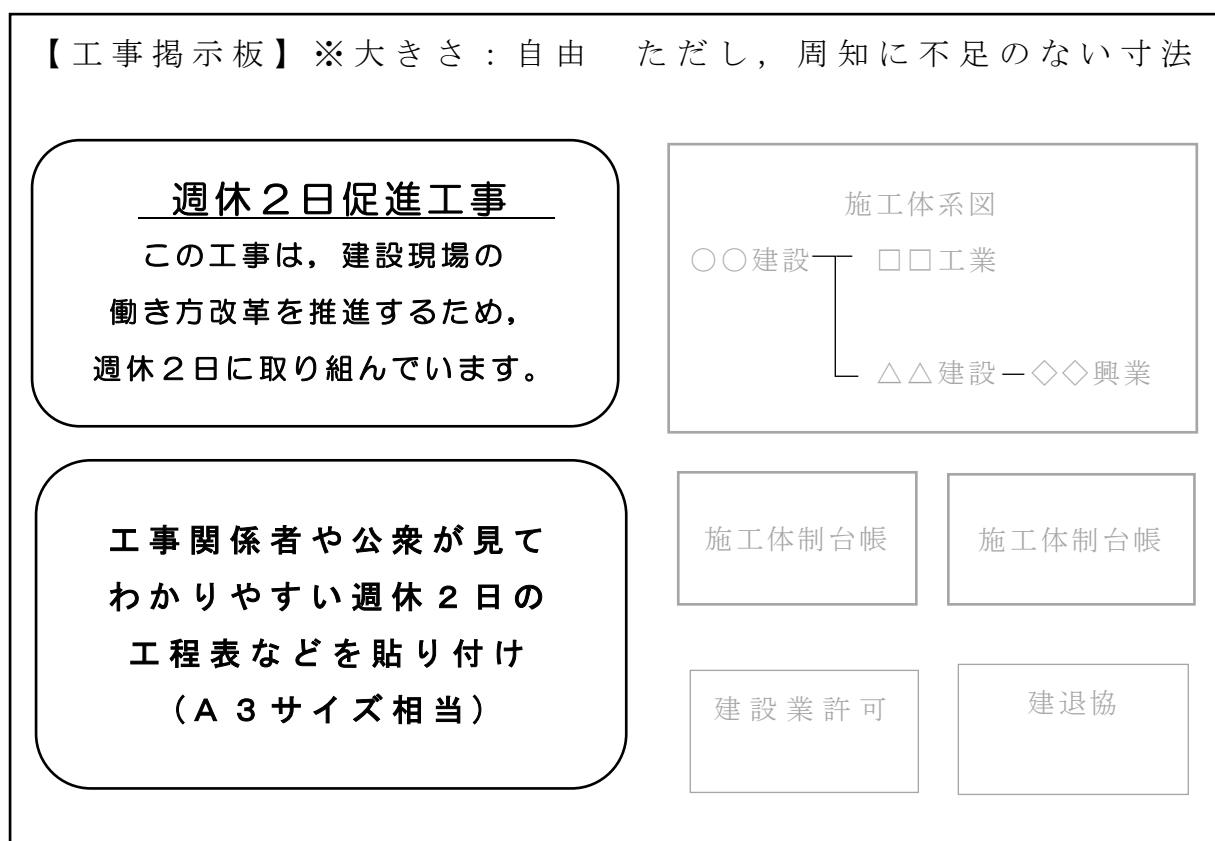 【工事掲示板】※大きさ：自由　ただし，周知に不足のない寸法
週休２日促進工事
この工事は，建設現場の
働き方改革を推進するため，
週休２日に取り組んでいます。
工事関係者や公衆が見て
わかりやすい週休２日の
工程表などを貼り付け
（Ａ３サイズ相当）
施工体系図
○○建設　□□工業
△△建設－◇◇興業
施工体制台帳　施工体制台帳
建設業許可　建退協